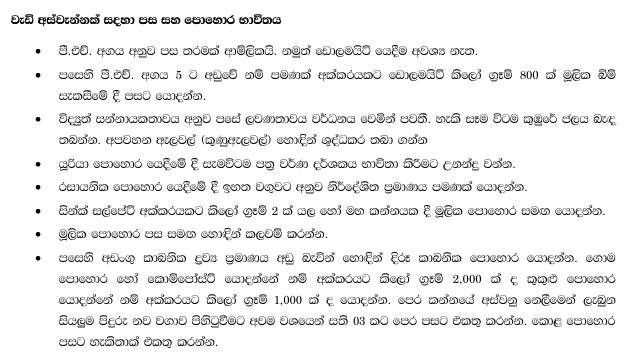 වැඩි අස්වැන්නක් සදහා පස සහ පොහොර භාවිතය
• පී.එච්. අගය අනුව පස තරමක් ආම්ලිකයි. නමුත් ඩොලමයිට් යෙදීම අවශ්‍ය නැත.
• පසෙහි පී.එච්. අගය 5 ට අඩුවේ නම් පමණක් අක්කරයකට ඩොලමයිට් කිලෝ ග්‍රෑම් 800 ක් මූලික බිම්
සැකසීමේ දී පසට යොදන්න.
• විද්‍යුත් සන්නායකතාවය අනුව පසේ ලවණතාවය වර්ධනය වෙමින් පවතී. හැකි සෑම විටම කුඹුරේ ජලය බැඳ
තබන්න. අපවහන ඇලවල් (කුණුඇලවල්) හොඳින් ශුද්ධකර තබා ගන්න
• යූරියා පොහොර යෙදීමේ දී සැමවිටම පත්‍ර වර්ණ දර්ශකය භාවිතා කිරීමට උනන්දු වන්න.
• රසායනික පොහොර යෙදීමේ දී ඉහත වගුවට අනුව නිර්දේශිත ප්‍රමාණය පමණක් යොදන්න.
• සින්ක් සල්පේට් අක්කරයකට කිලෝ ග්‍රෑම් 2 ක් යල හෝ මහ කන්නයක දී මූලික පොහොර සමඟ යොදන්න.
• මූලික පොහොර පස සමඟ හොඳින් කලවම් කරන්න.
• පසෙහි අඩංගු කාබනික ද්‍රව්‍ය ප්‍රමාණය අඩු බැවින් හොඳින් දිරූ කාබනික පොහොර යොදන්න. ගොම
පොහොර හෝ කොම්පෝස්ට් යොදන්නේ නම් අක්කරයට කිලෝ ග්‍රෑම් 2,000 ක් ද කුකුළු පොහොර
යොදන්නේ නම් අක්කරයට කිලෝ ග්‍රෑම් 1,000 ක් ද යොදන්න. පෙර කන්නයේ අස්වනු නෙලීමෙන් ලැබුන
සියලුම පිදුරු නව වගාව පිහිටුවීමට අවම වශයෙන් සති 03 කට පෙර පසට එකතු කරන්න. කොළ පොහොර
පසට හැකිතාක් එකතු කරන්න.